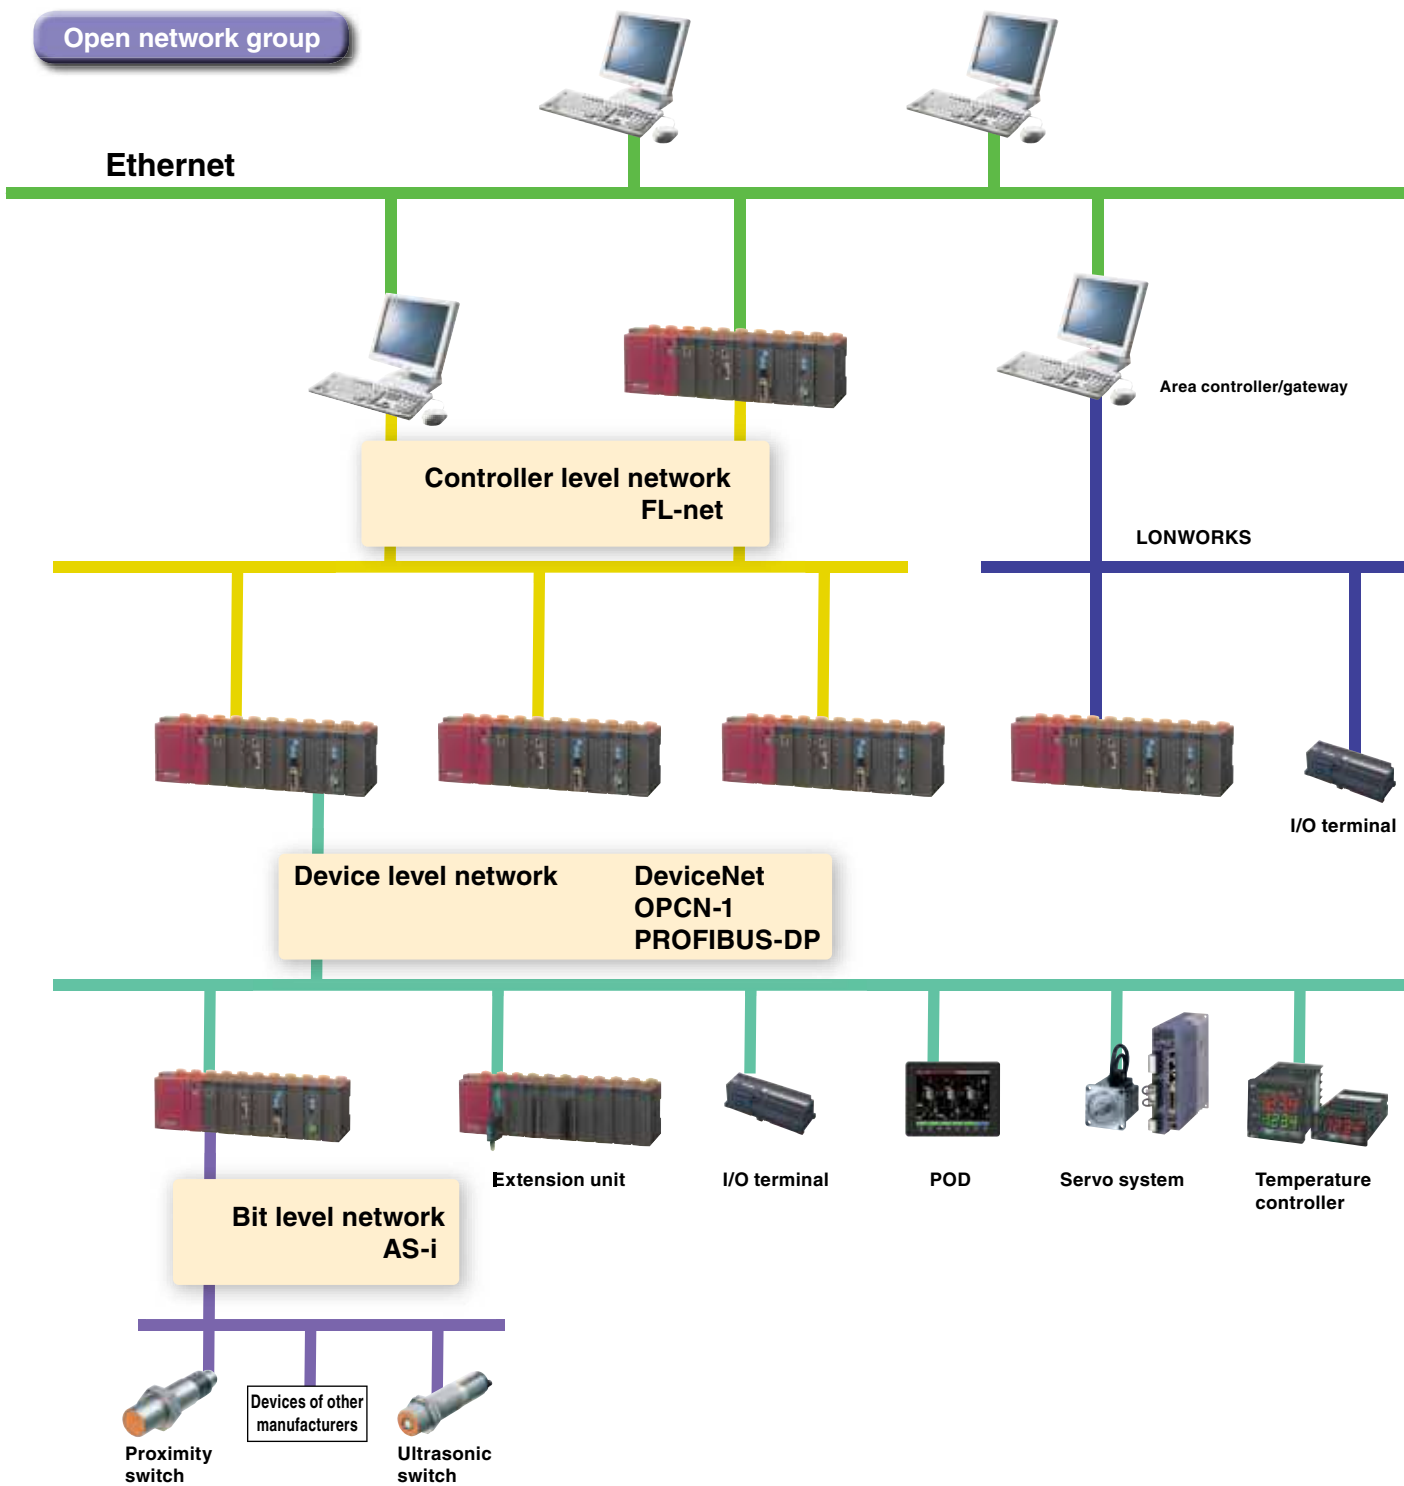 Open network group
Ethernet
Area controller/gateway
Controller level network
FL-net
LONWORKS
I/O terminal
Device level network DeviceNet
OPCN-1
PROFIBUS-DP
Extension unit
I/O terminal
POD
Servo system
Temperature
controller
Bit level network
AS-i
Devices of other
manufacturers
Proximity
switch
Ultrasonic
switch